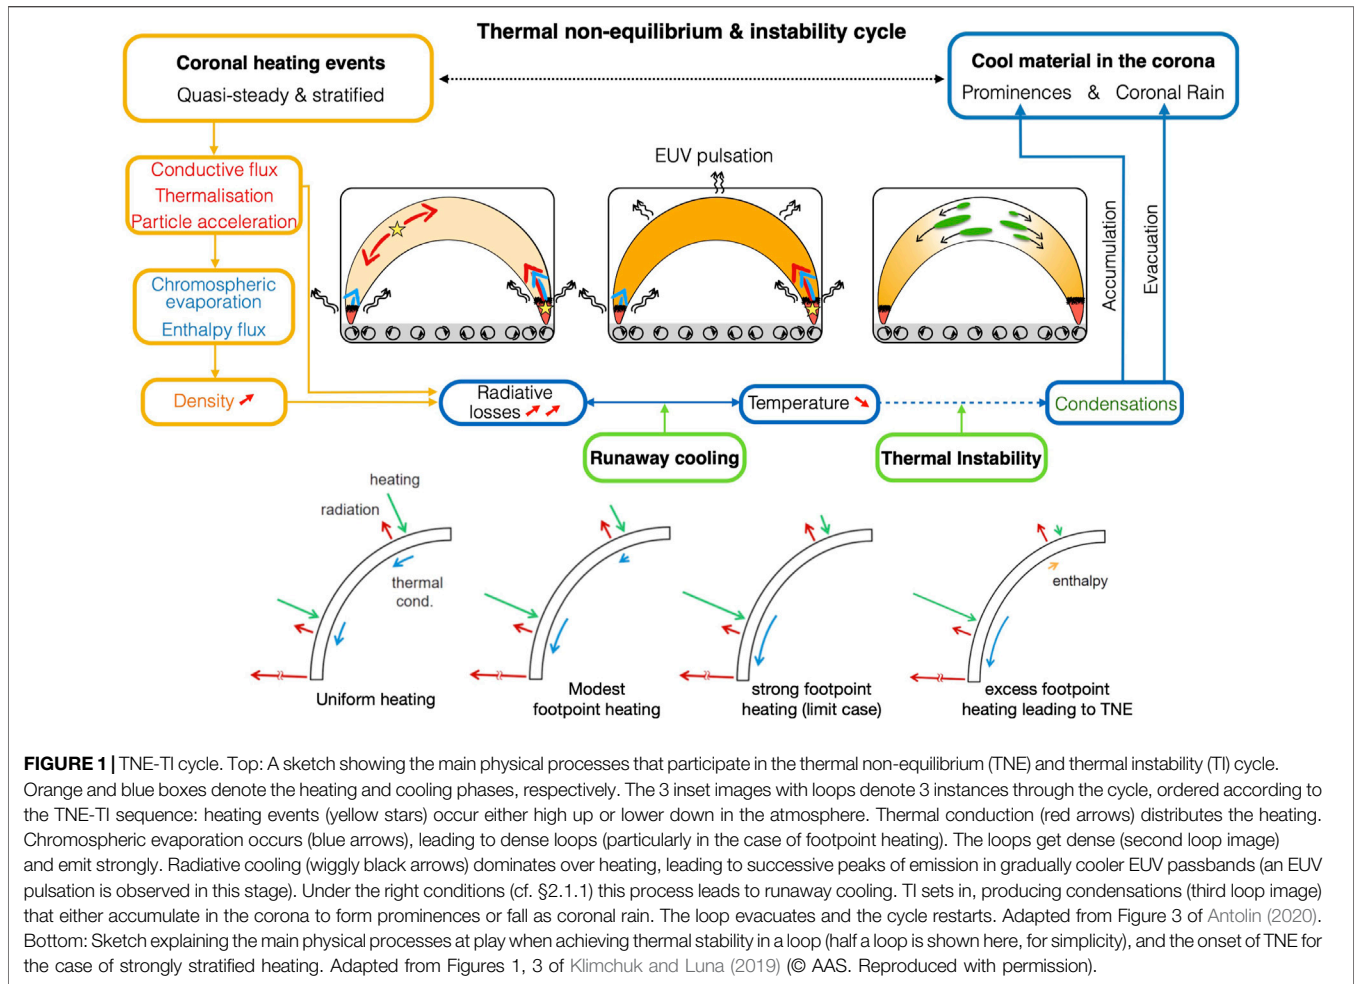 Thermal non-equilibrium & instability cycle
Coronal heating events
Quasi-steady & stratified
Cool material in the corona
Prominences & Coronal Rain
Conductive flux
Thermalisation
Particle acceleration
EUV pulsation
Accumulation
Evacuation
Chromospheric
evaporation
Enthalpy flux
Density
Radiative
losses
Temperature
Condensations
Runaway cooling
Thermal Instability
heating
radiation
thermal
cond.
enthalpy
Uniform heating
Modest
footpoint heating
strong footpoint
heating (limit case)
excess footpoint
heating leading to TNE
FIGURE 1 | TNE-TI cycle. Top: A sketch showing the main physical processes that participate in the thermal non-equilibrium (TNE) and thermal instability (TI) cycle.
Orange and blue boxes denote the heating and cooling phases, respectively. The 3 inset images with loops denote 3 instances through the cycle, ordered according to
the TNE-TI sequence: heating events (yellow stars) occur either high up or lower down in the atmosphere. Thermal conduction (red arrows) distributes the heating.
Chromospheric evaporation occurs (blue arrows), leading to dense loops (particularly in the case of footpoint heating). The loops get dense (second loop image)
and emit strongly. Radiative cooling (wiggly black arrows) dominates over heating, leading to successive peaks of emission in gradually cooler EUV passbands (an EUV
pulsation is observed in this stage). Under the right conditions (cf. §2.1.1) this process leads to runaway cooling. TI sets in, producing condensations (third loop image)
that either accumulate in the corona to form prominences or fall as coronal rain. The loop evacuates and the cycle restarts. Adapted from Figure 3 of Antolin (2020).
Bottom: Sketch explaining the main physical processes at play when achieving thermal stability in a loop (half a loop is shown here, for simplicity), and the onset of TNE for
the case of strongly stratified heating. Adapted from Figures 1, 3 of Klimchuk and Luna (2019) (© AAS. Reproduced with permission).